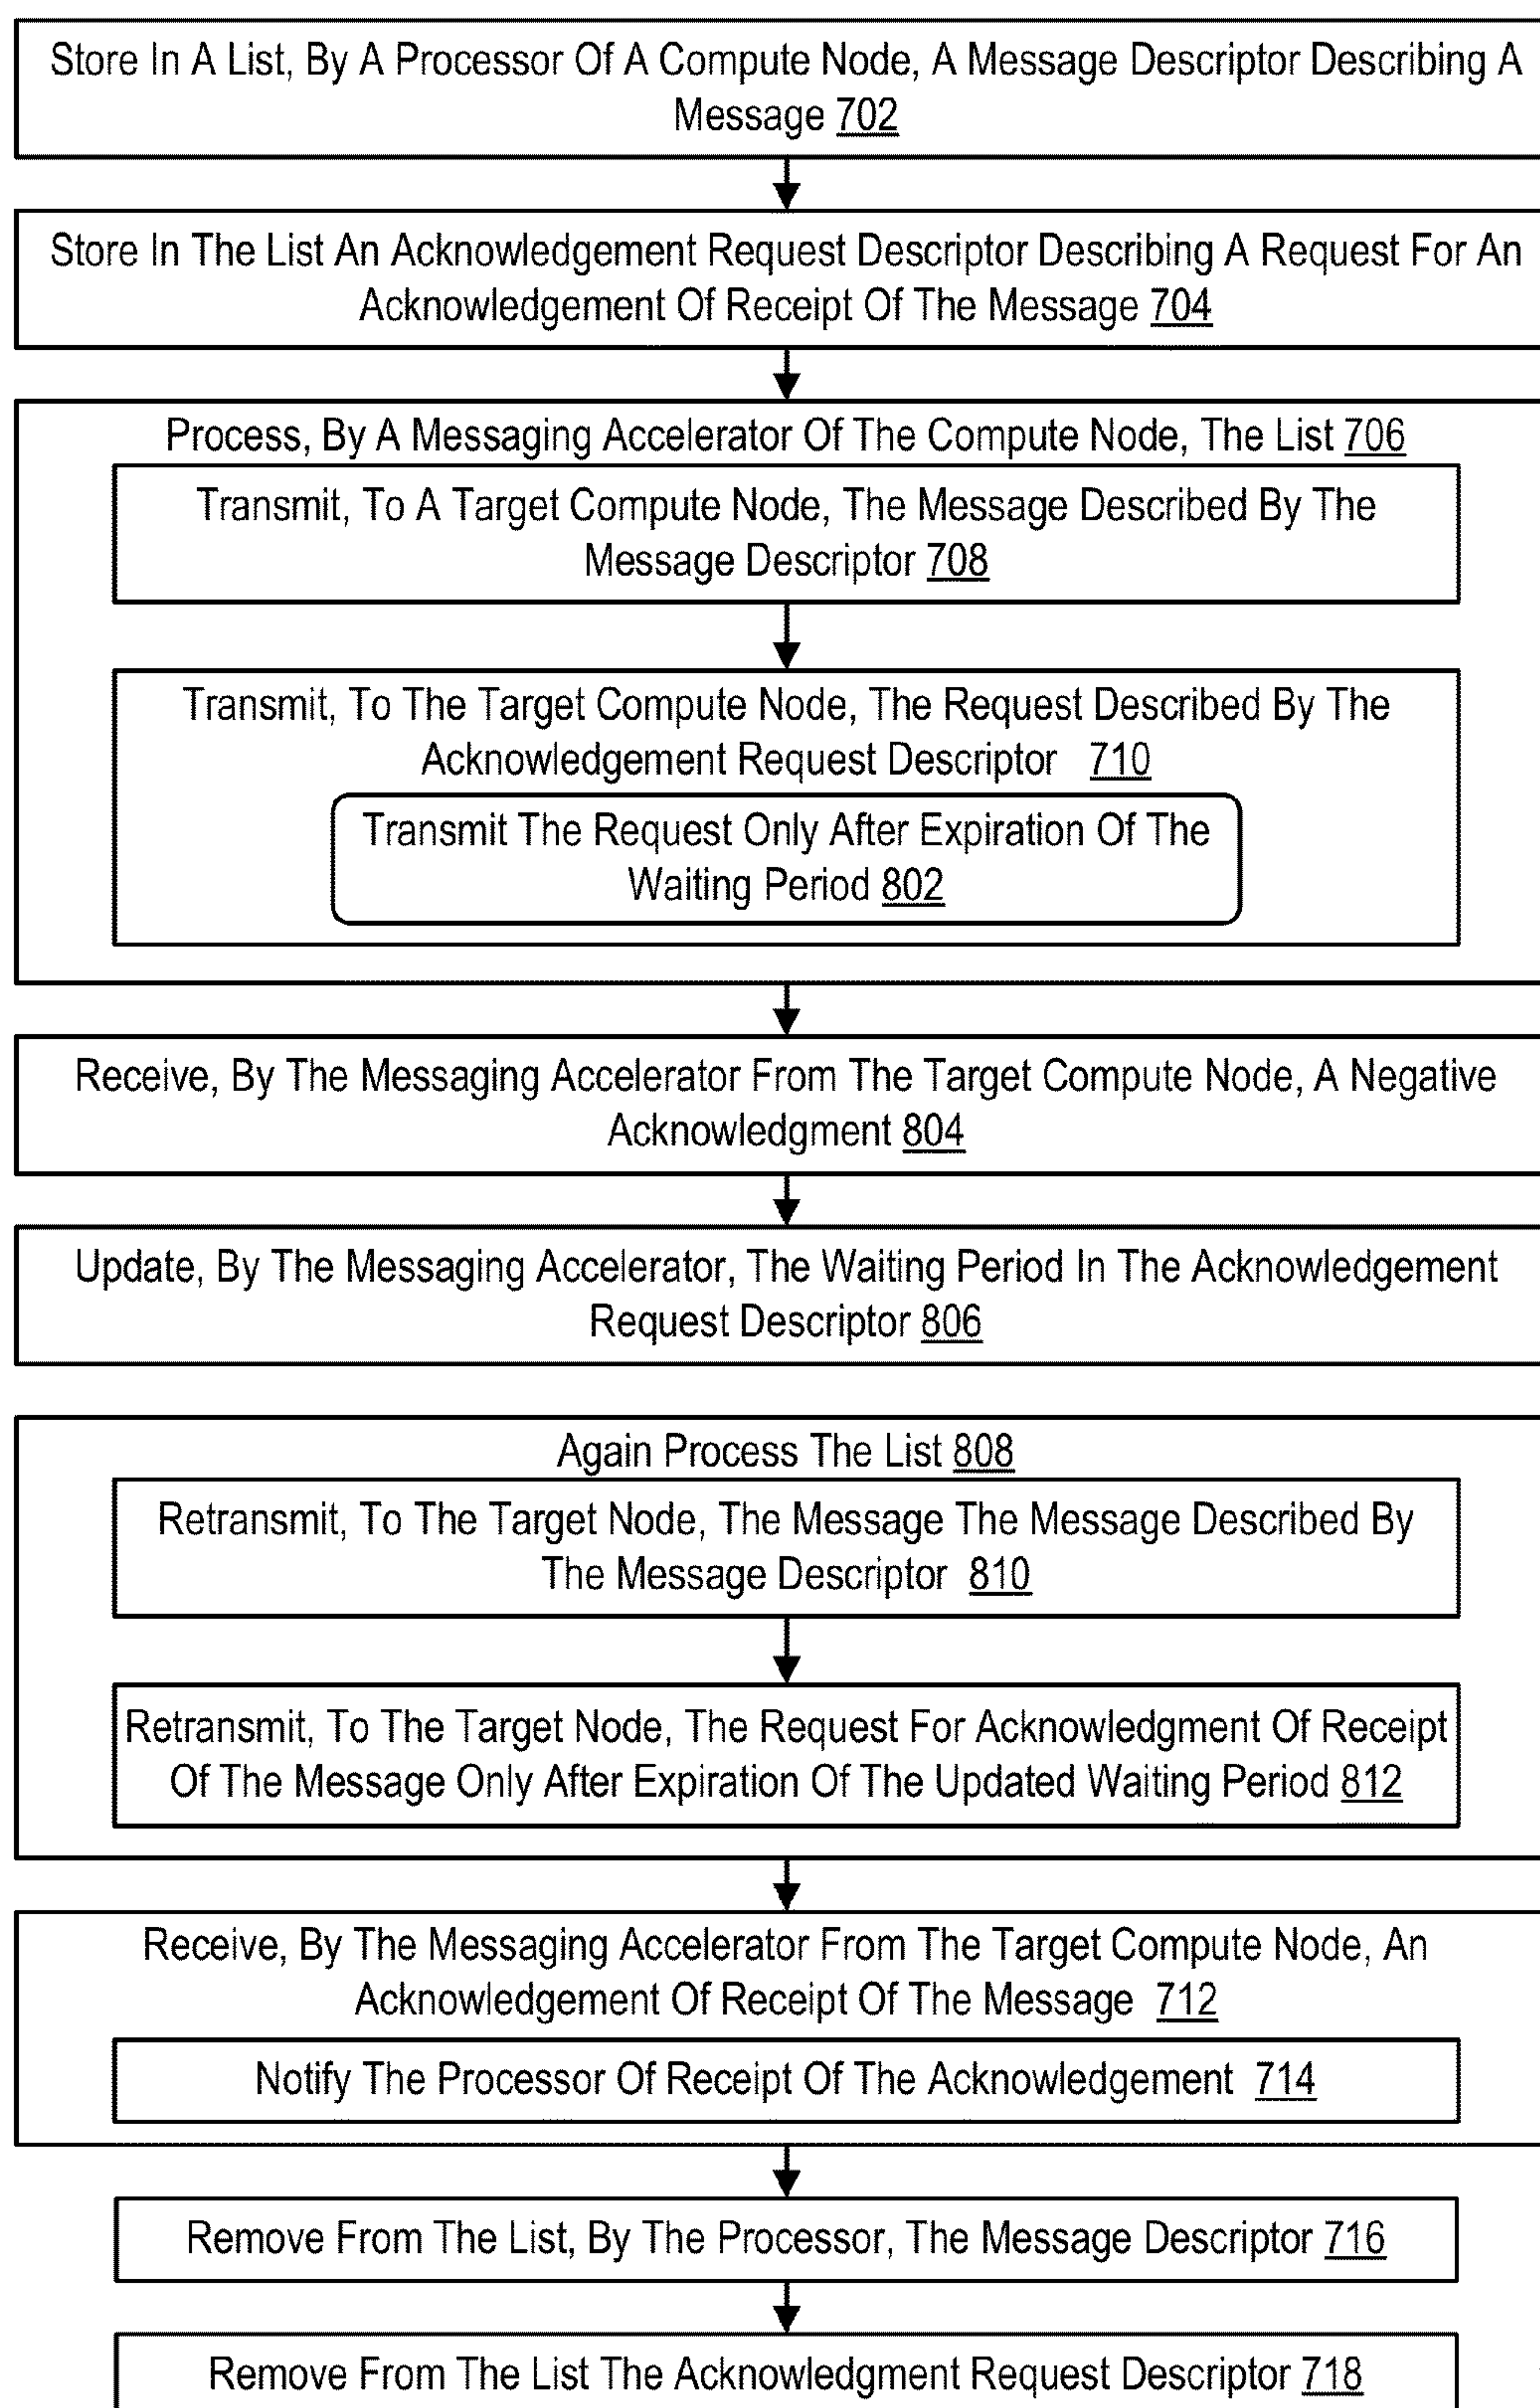 Store In A List, By A Processor Of A Compute Node, A Message Descriptor Describing A
Message 702
Store In The List An Acknowledgement Request Descriptor Describing A Request For An
Acknowledgement Of Receipt Of The Message 704
Process, By A Messaging Accelerator Of The Compute Node, The List 706
Transmit, To A Target Compute Node, The Message Described By The
Message Descriptor 708
Transmit, To The Target Compute Node, The Request Described By The
Acknowledgement Request Descriptor 710
Transmit The Request Only After Expiration Of The
Waiting Period 802
Receive, By The Messaging Accelerator From The Target Compute Node, A Negative
Acknowledgment 804
Update, By The Messaging Accelerator, The Waiting Period In The Acknowledgement
Request Descriptor 806
Again Process The List 808
Retransmit, To The Target Node, The Message The Message Described By
The Message Descriptor 810
Retransmit, To The Target Node, The Request For Acknowledgment Of Receipt
Of The Message Only After Expiration Of The Updated Waiting Period 812
Receive, By The Messaging Accelerator From The Target Compute Node, An
Acknowledgement Of Receipt Of The Message 712
Notify The Processor Of Receipt Of The Acknowledgement 714
Remove From The List, By The Processor, The Message Descriptor 716
Remove From The List The Acknowledgment Request Descriptor 718